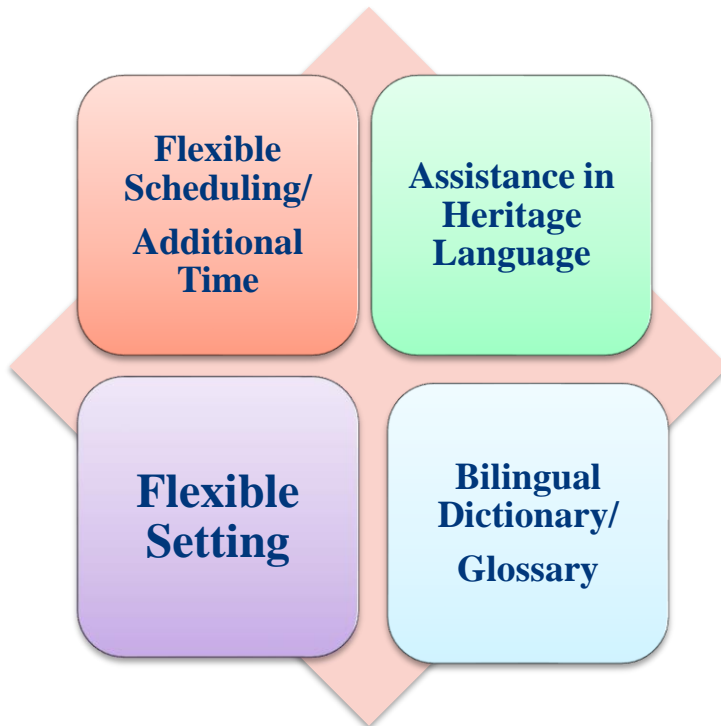 Flexible
Scheduling/
Additional
Time
Assistance in
Heritage
Language
Flexible
Setting
Bilingual
Dictionary/
Glossary